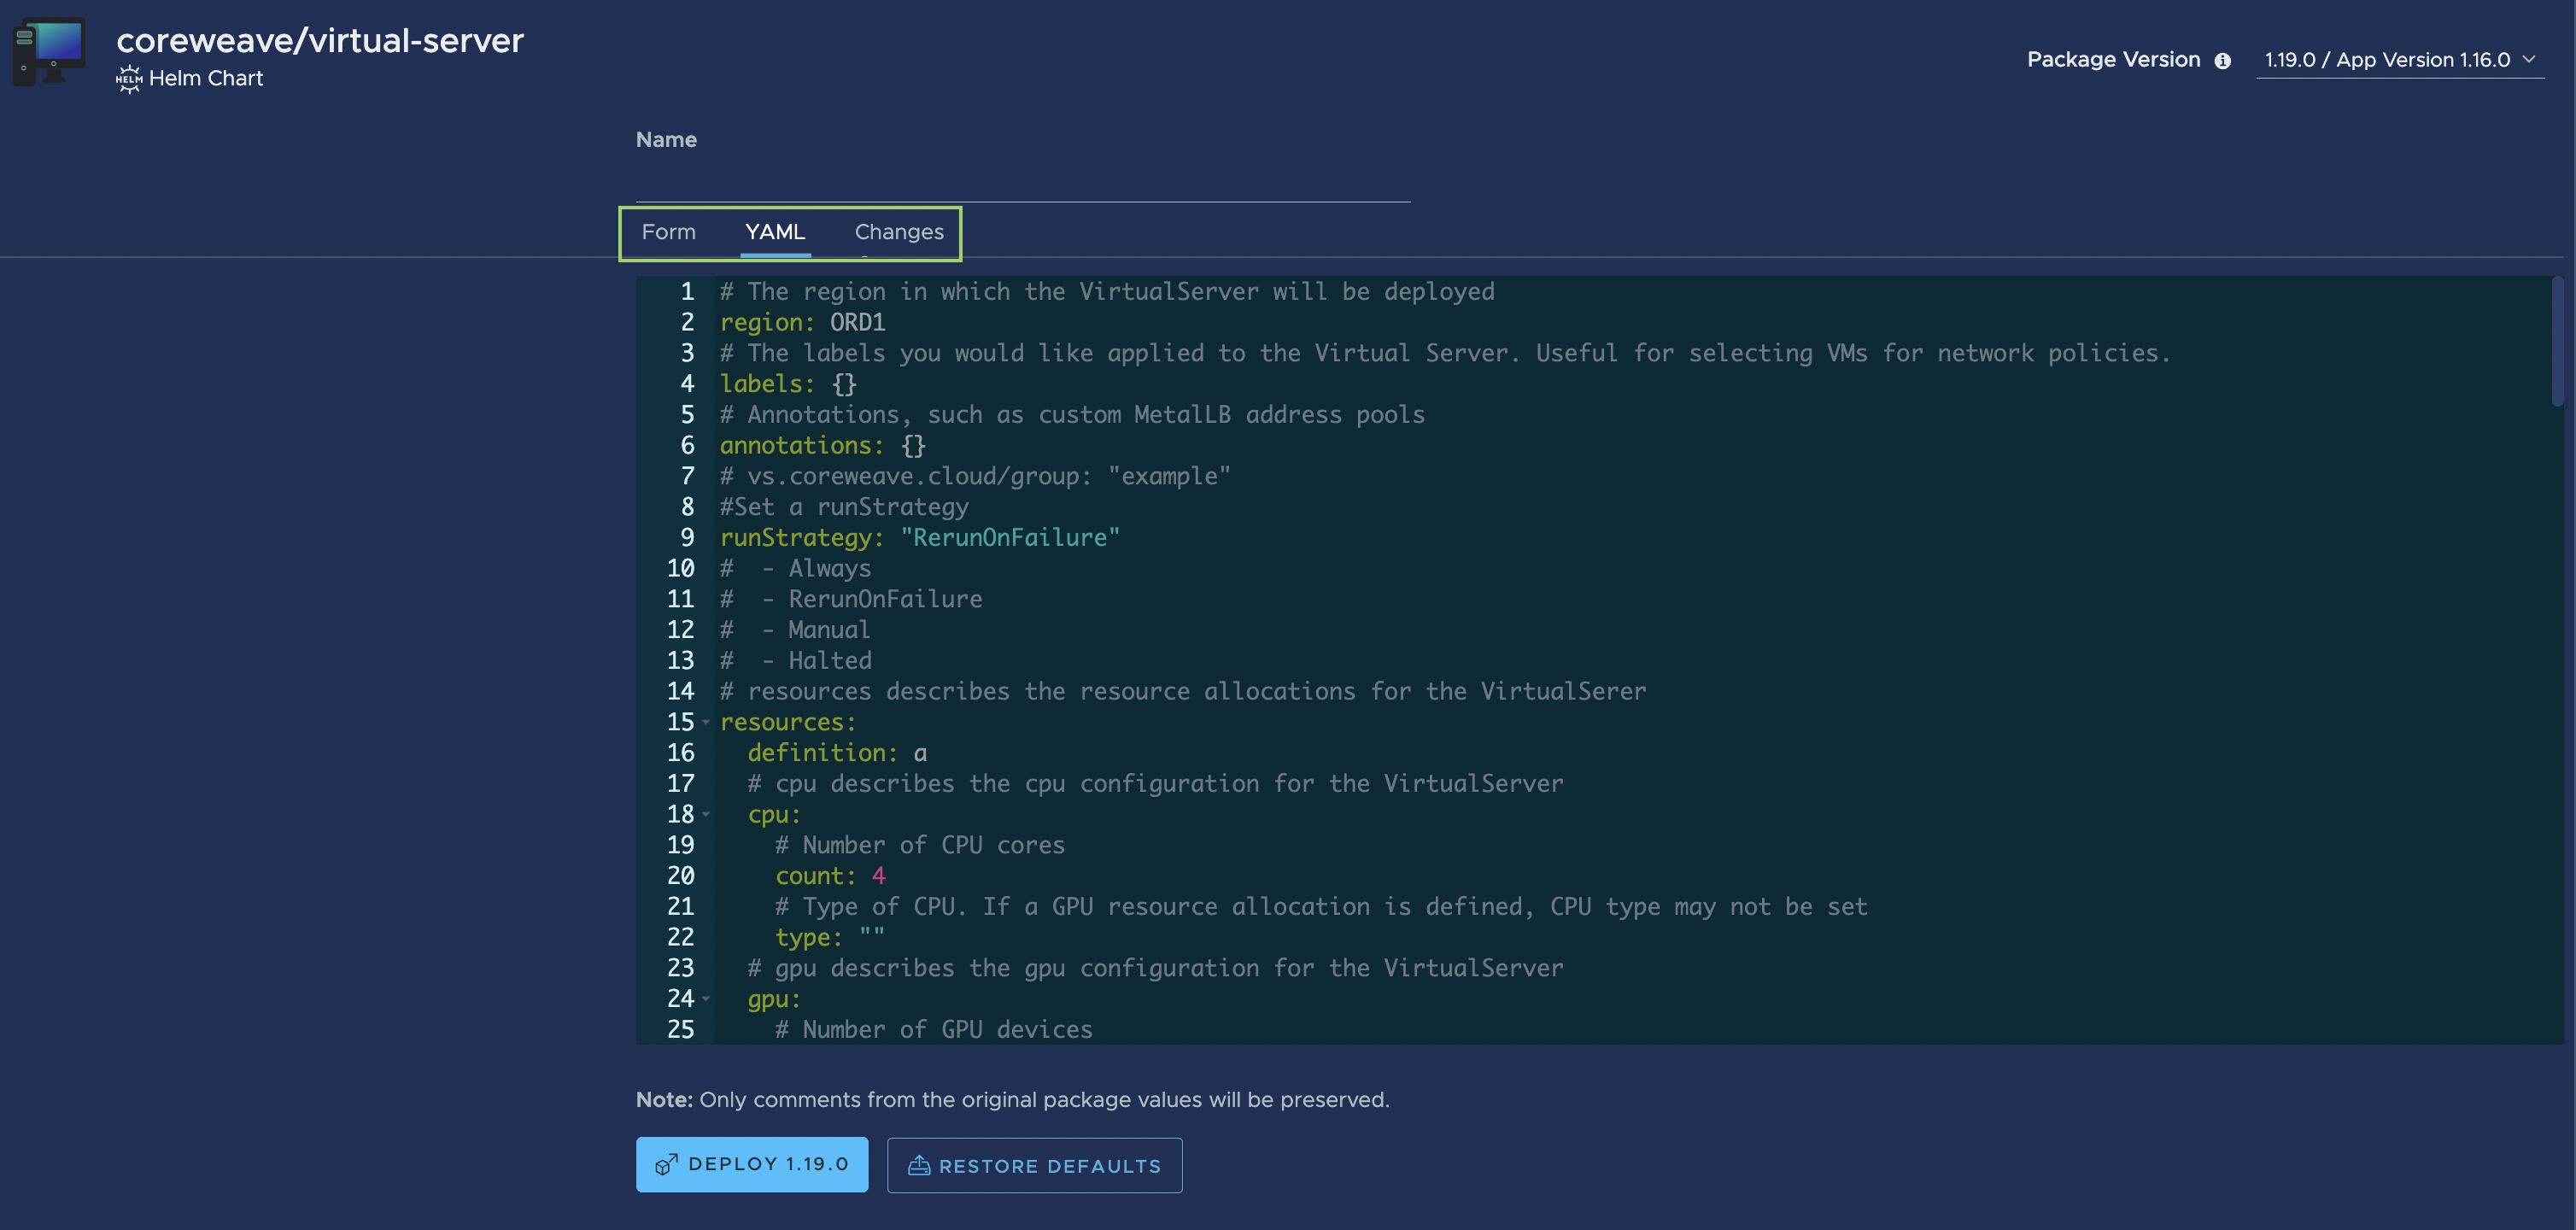 coreweave/virtual-server
HELM Helm Chart
Package Version 1.19.0 / App Version 1.16.0
Name
Form YAML Changes
1 # The region in which the VirtualServer will be deployed
2 region: ORD1
3 # The labels you would like applied to the Virtual Server. Useful for selecting VMs for network policies.
4 labels: {}
5 # Annotations, such as custom MetalLB address pools
6 annotations: {}
7 # vs.coreweave.cloud/group: "example"
8 #Set a runStrategy
9 runStrategy: "RerunOnFailure"
10 #  - Always
11 #  - RerunOnFailure
12 #  - Manual
13 #  - Halted
14 # resources describes the resource allocations for the VirtualSerer
15 resources:
16   definition: a
17   # cpu describes the cpu configuration for the VirtualServer
18   cpu:
19     # Number of CPU cores
20     count: 4
21     # Type of CPU. If a GPU resource allocation is defined, CPU type may not be set
22     type: ""
23   # gpu describes the gpu configuration for the VirtualServer
24   gpu:
25     # Number of GPU devices
Note: Only comments from the original package values will be preserved.
DEPLOY 1.19.0 RESTORE DEFAULTS